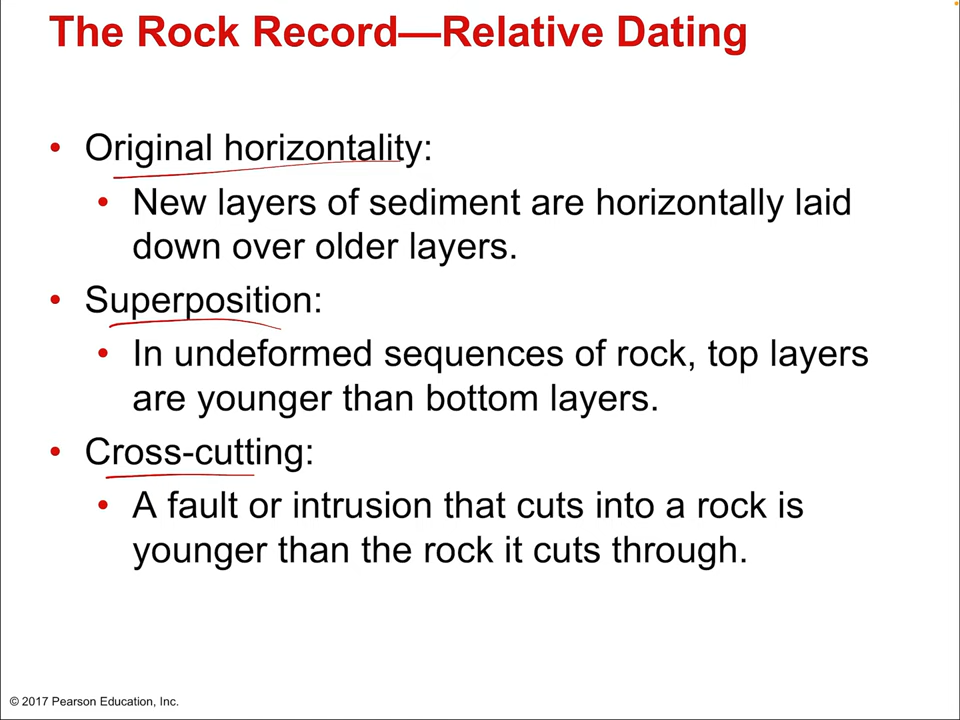 The Rock Record—Relative Dating
• Original horizontality:
• New layers of sediment are horizontally laid
down over older layers.
• Superposition:
• In undeformed sequences of rock, top layers
are younger than bottom layers.
• Cross-cutting:
• A fault or intrusion that cuts into a rock is
younger than the rock it cuts through.
© 2017 Pearson Education, Inc.